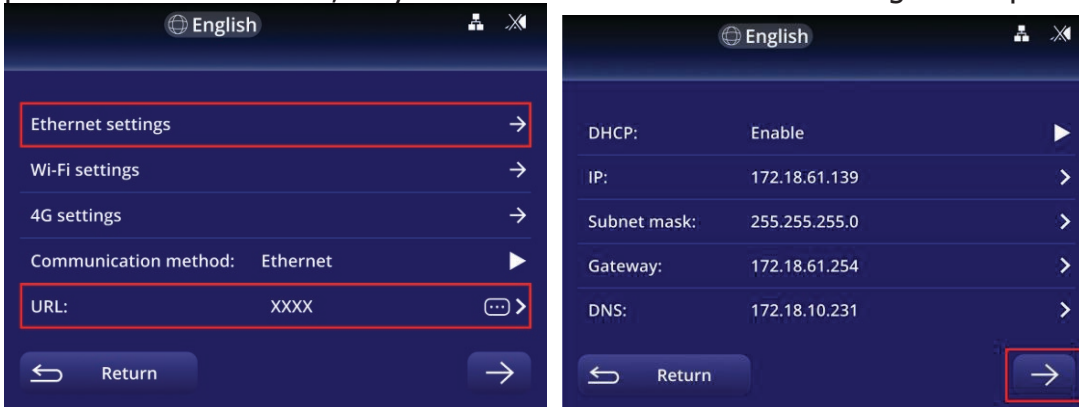 English
Ethernet settings
Wi-Fi settings
4G settings
Communication method: Ethernet
URL: XXXX
Return
English
DHCP: Enable
IP: 172.18.61.139
Subnet mask: 255.255.255.0
Gateway: 172.18.61.254
DNS: 172.18.10.231
Return